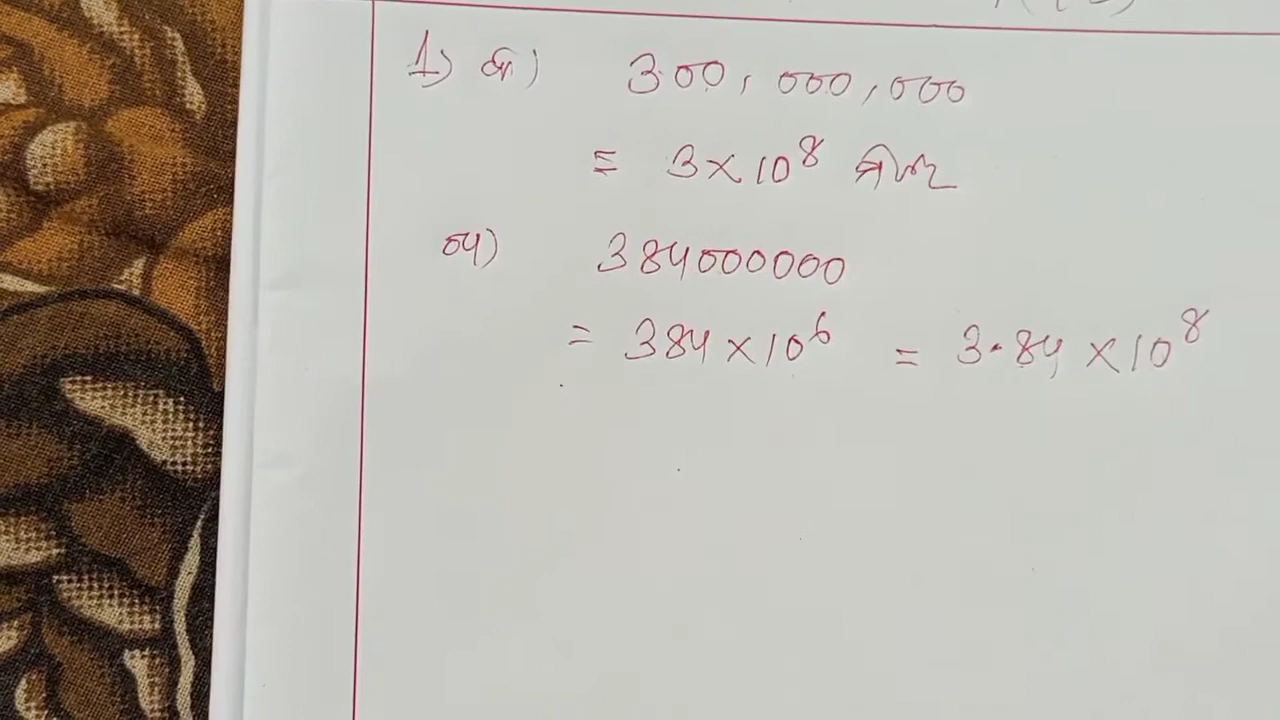 1) କ) 300,000,000
= 3×10⁸
ଖ) 384000000
= 384×10⁶ = 3.84×10⁸